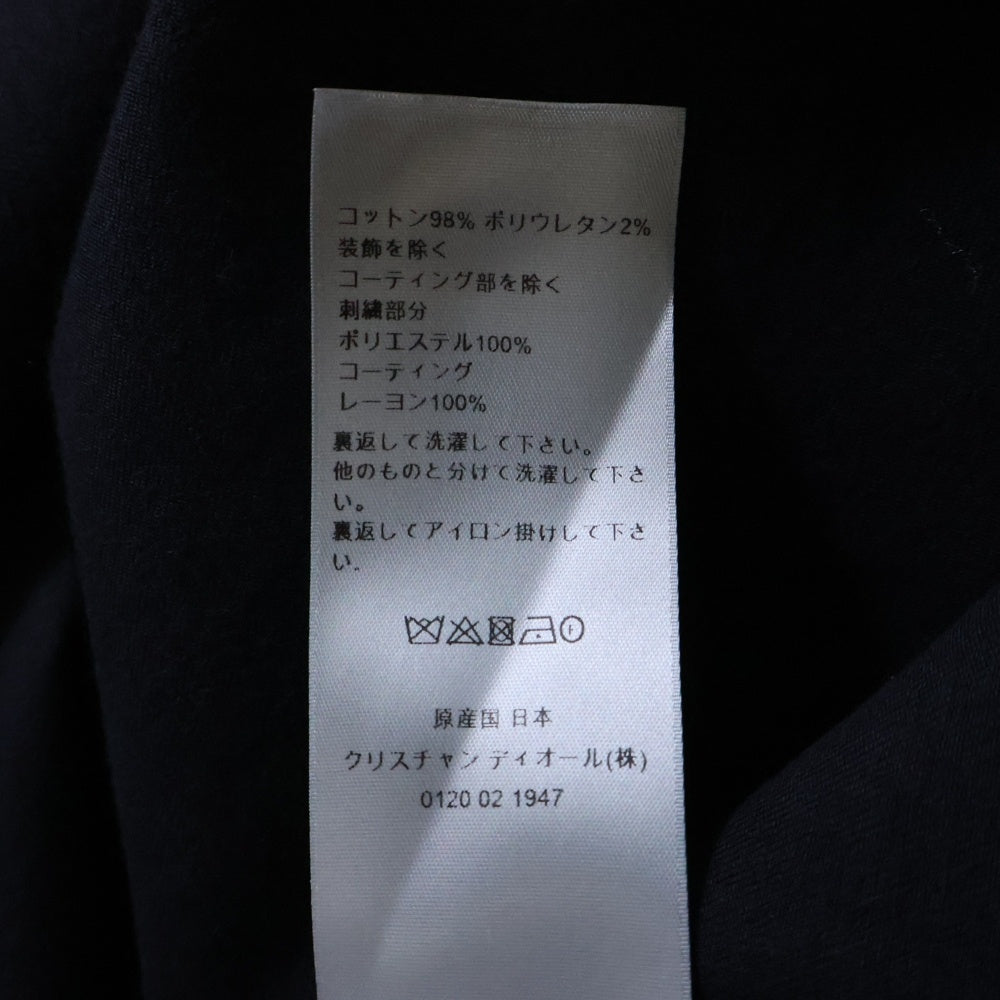 コットン98% ポリウレタン2%
装飾を除く
コーティング部を除く
刺繍部分
ポリエステル100%
コーティング
レーヨン100%
裏返して洗濯して下さい。
他のものと分けて洗濯して下さ
い。
裏返してアイロン掛けして下さ
い.
原産国 日本
クリスチャン ディオール(株)
0120 02 1947